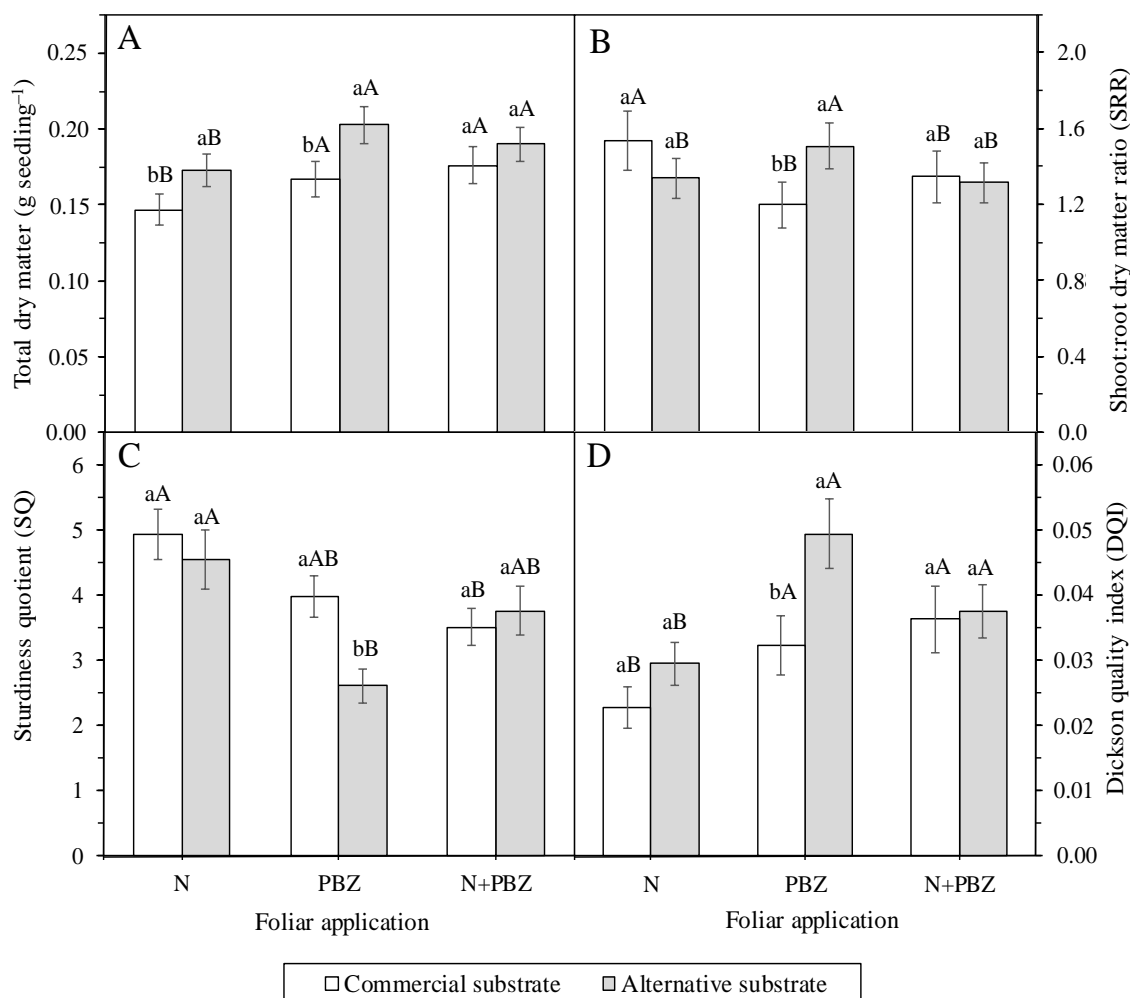 A
B
0.25
0.20
0.15
0.10
0.05
0.00
Total dry matter (g seedling⁻¹)
bB
aB
bA
aA
aA
aA
aA
aB
bB
aA
aB
aB
2.0
1.6
1.2
0.8
0.4
0.0
Shoot:root dry matter ratio (SRR)
C
D
6
5
4
3
2
1
0
Sturdiness quotient (SQ)
aA
aA
aAB
bB
aB
aAB
aB
aB
bA
aA
aA
aA
0.06
0.05
0.04
0.03
0.02
0.01
0.00
Dickson quality index (DQI)
N PBZ N+PBZ
N PBZ N+PBZ
Foliar application
Foliar application
Commercial substrate Alternative substrate